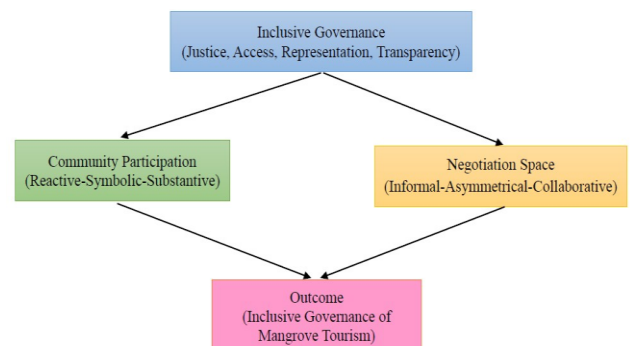 Inclusive Governance
(Justice, Access, Representation, Transparency)
Community Participation
(Reactive-Symbolic-Substantive)
Negotiation Space
(Informal-Asymmetrical-Collaborative)
Outcome
(Inclusive Governance of
Mangrove Tourism)